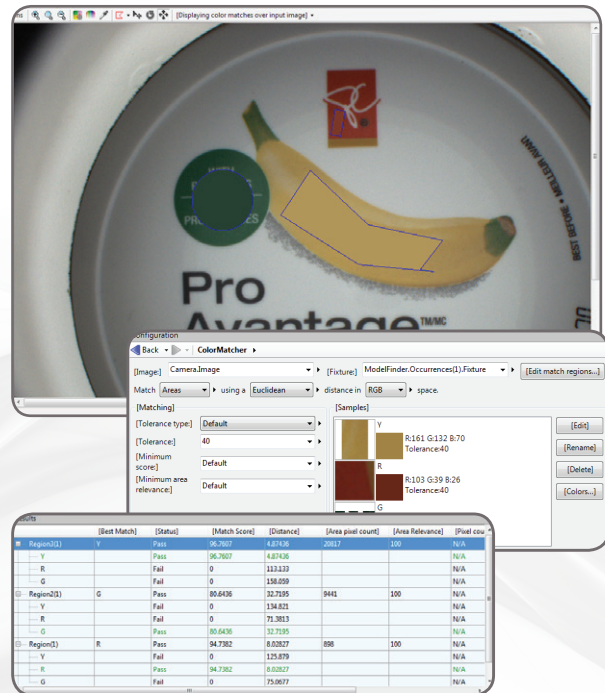 [Displaying color matches over input image]
BEST BEFORE • MEILLEUR AVANT
Pro
Advantage™/MC
Configuration
Back ColorMatcher
[Image:] Camera.Image [Fixture:] ModelFinder.Occurrences(1).Fixture [Edit match regions...]
Match Areas using a Euclidean distance in RGB space.
[Matching] [Samples]
[Tolerance type:] Default Y [Edit]
[Tolerance:] 40 R:161 G:132 B:70 [Rename]
Tolerance:40
[Minimum score:] Default R [Delete]
[Minimum area relevance:] Default R:103 G:39 B:26 [Colors...]
Tolerance:40
G
Results
[Best Match] [Status] [Match Score] [Distance] [Area pixel count] [Area Relevance] [Pixel cou
Region3(1) Y Pass 96.7607 4.87436 20817 100 N/A
Y Pass 96.7607 4.87436 N/A
R Fail 0 113.133 N/A
G Fail 0 158.059 N/A
Region2(1) G Pass 80.6436 32.7195 9441 100 N/A
Y Fail 0 134.821 N/A
R Fail 0 71.3813 N/A
G Pass 80.6436 32.7195 N/A
Region(1) R Pass 94.7382 8.02827 898 100 N/A
Y Fail 0 125.879 N/A
R Pass 94.7382 8.02827 N/A
G Fail 0 75.0677 N/A